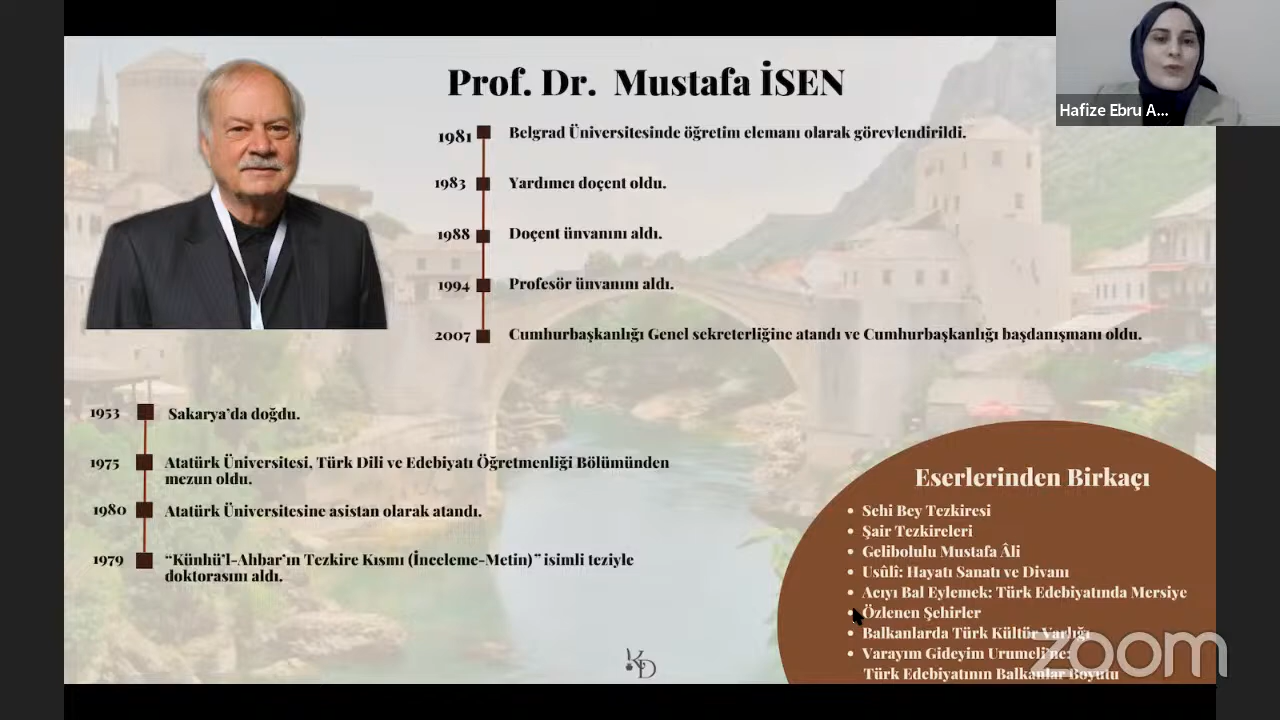 Prof. Dr. Mustafa İSEN
Hafize Ebru A...
1981 Belgrad Üniversitesinde öğretim elemanı olarak görevlendirildi.
1983 Yardımcı doçent oldu.
1988 Doçent ünvanını aldı.
1994 Profesör ünvanını aldı.
2007 Cumhurbaşkanlığı Genel sekreterliğine atandı ve Cumhurbaşkanlığı başdanışmanı oldu.
1953 Sakarya'da doğdu.
1975 Atatürk Üniversitesi, Türk Dili ve Edebiyatı Öğretmenliği Bölümünden
mezun oldu.
1980 Atatürk Üniversitesine asistan olarak atandı.
1979 “Künhü’l-Ahbar’ın Tezkire Kısmı (İnceleme-Metin)” isimli teziyle
doktorasını aldı.
Eserlerinden Birkaçı
• Sehi Bey Tezkiresi
• Şair Tezkireleri
• Gelibolulu Mustafa Âli
• Usûlî: Hayatı Sanatı ve Divanı
• Acıyı Bal Eylemek: Türk Edebiyatında Mersiye
• Özlenen Şehirler
• Balkanlarda Türk Kültür Varlığı
• Varayım Gideyim Urumeli’ne:
Türk Edebiyatının Balkanlar Boyutu
zoom
KD